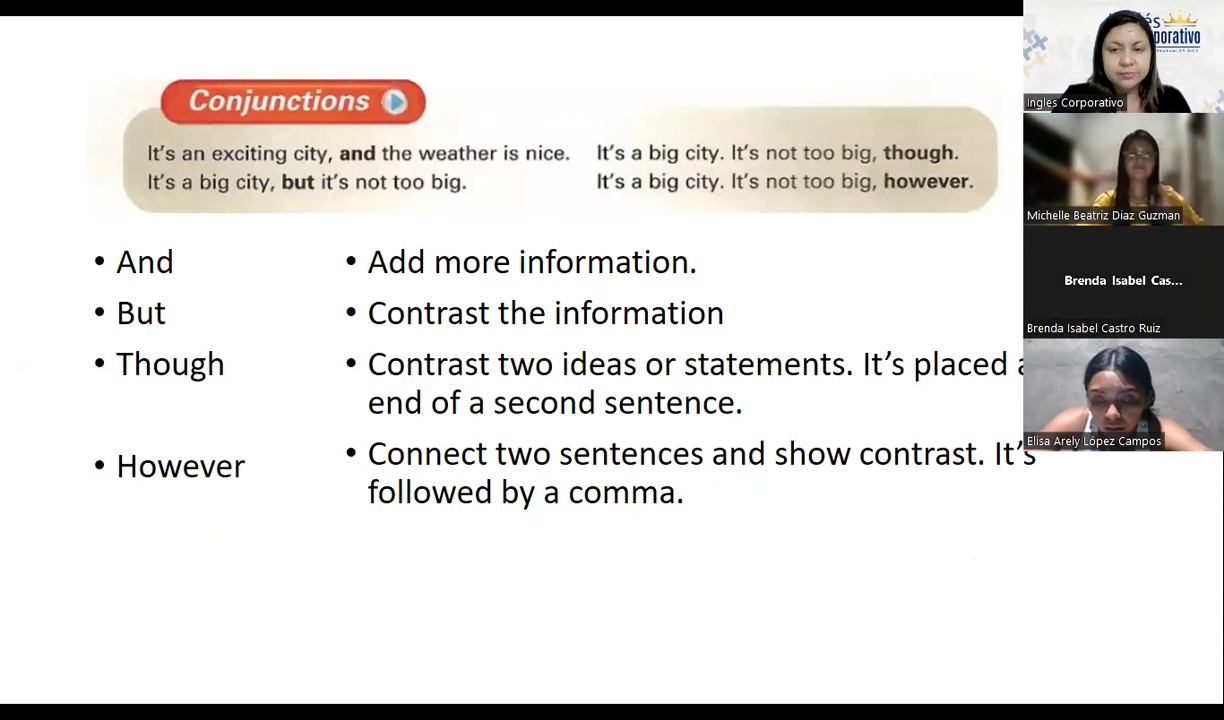 Conjunctions
It's an exciting city, and the weather is nice.
It's a big city, but it's not too big.
It's a big city. It's not too big, though.
It's a big city. It's not too big, however.
• And
• Add more information.
• But
• Contrast the information
• Though
• Contrast two ideas or statements. It's placed
end of a second sentence.
• However
• Connect two sentences and show contrast. It's
followed by a comma.
Ingles Corporativo
Michelle Beatriz Diaz Guzman
Brenda Isabel Cas...
Brenda Isabel Castro Ruiz
Elisa Arely López Campos